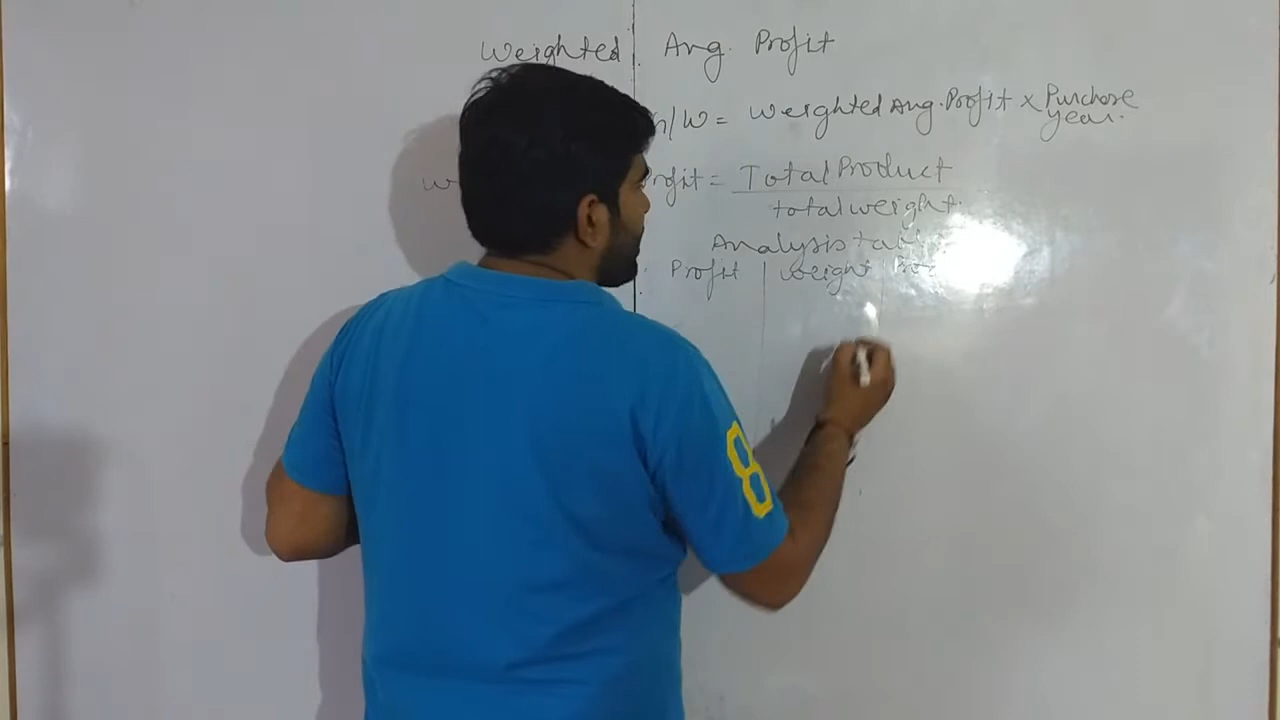 Weighted Avg. Profit
/W = Weighted Avg. Profit × Purchase year.
= Total Product
total weight.
Analysis
Profit weight
8